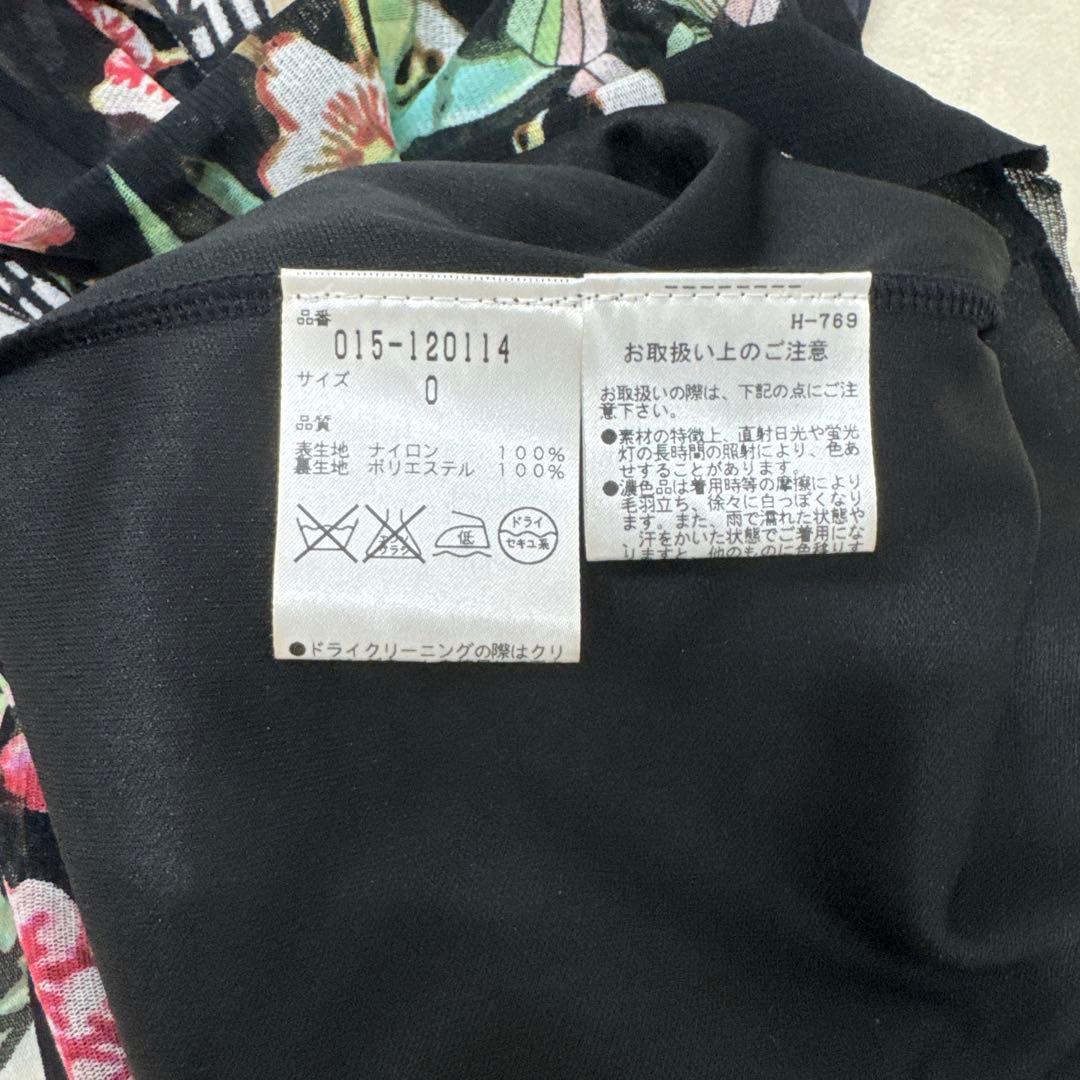 品番
015-120114
サイズ
0
品質
表生地 ナイロン 100%
裏生地 ポリエステル 100%
低
ドライ
セキユ系
●ドライクリーニングの際はクリ
H-769
お取扱い上のご注意
お取扱いの際は、下記の点にご注
意下さい。
●素材の特徴上、直射日光や蛍光
灯の長時間の照射により、色あ
せすることがあります。
●濃色品は着用時等の摩擦により
毛羽立ち、徐々に白っぽくなり
ます。また、雨で濡れた状態や
、汗をかいた状態でご着用にな
りますと、他のものに色移りす